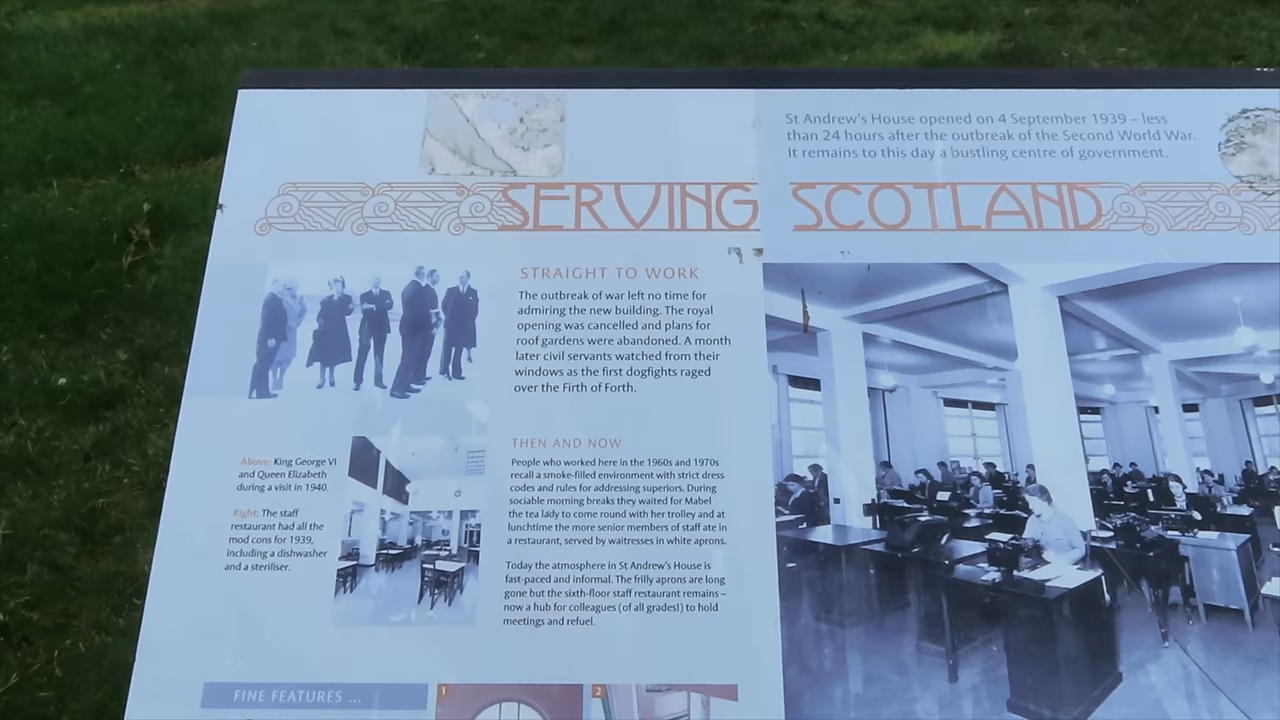 St Andrew's House opened on 4 September 1939 – less
than 24 hours after the outbreak of the Second World War.
It remains to this day a bustling centre of government.
SERVING SCOTLAND
STRAIGHT TO WORK
The outbreak of war left no time for
admiring the new building. The royal
opening was cancelled and plans for
roof gardens were abandoned. A month
later civil servants watched from their
windows as the first dogfights raged
over the Firth of Forth.
Above: King George VI
and Queen Elizabeth
during a visit in 1940.
Right: The staff
restaurant had all the
mod cons for 1939,
including a dishwasher
and a steriliser.
THEN AND NOW
People who worked here in the 1960s and 1970s
recall a smoke-filled environment with strict dress
codes and rules for addressing superiors. During
sociable morning breaks they waited for Mabel
the tea lady to come round with her trolley and at
lunchtime the more senior members of staff ate in
a restaurant, served by waitresses in white aprons.
Today the atmosphere in St Andrew's House is
fast-paced and informal. The frilly aprons are long
gone but the sixth-floor staff restaurant remains –
now a hub for colleagues (of all grades!) to hold
meetings and refuel.
FINE FEATURES ...
1
2